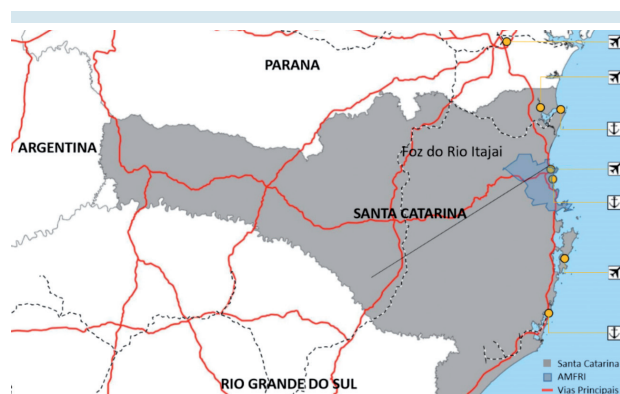 PARANA
ARGENTINA
Foz do Rio Itajai
SANTA CATARINA
RIO GRANDE DO SUL
Santa Catarina
AMFRI
Vias Principais